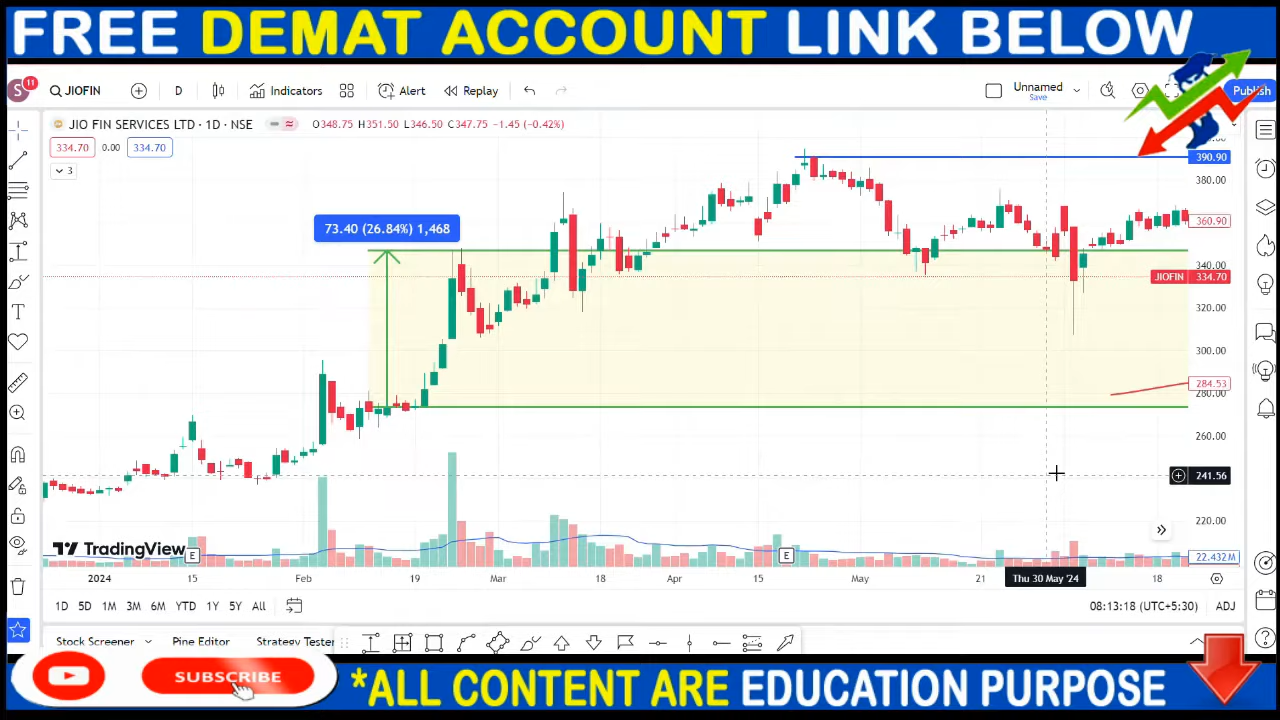 FREE DEMAT ACCOUNT LINK BELOW
S 11 JIOFIN D Indicators Alert Replay Unnamed Save Publish
JIO FIN SERVICES LTD · 1D · NSE O348.75 H351.50 L346.50 C347.75 −1.45 (−0.42%)
334.70 0.00 334.70
3
390.90
380.00
73.40 (26.84%) 1,468
360.90
340.00
JIOFIN 334.70
320.00
300.00
284.53
280.00
260.00
241.56
220.00
TradingView E E
22.432M
2024 15 Feb 19 Mar 18 Apr 15 May 21 Thu 30 May '24 18
1D 5D 1M 3M 6M YTD 1Y 5Y All 08:13:18 (UTC+5:30) ADJ
Stock Screener Pine Editor Strategy Tester
SUBSCRIBE
*ALL CONTENT ARE EDUCATION PURPOSE